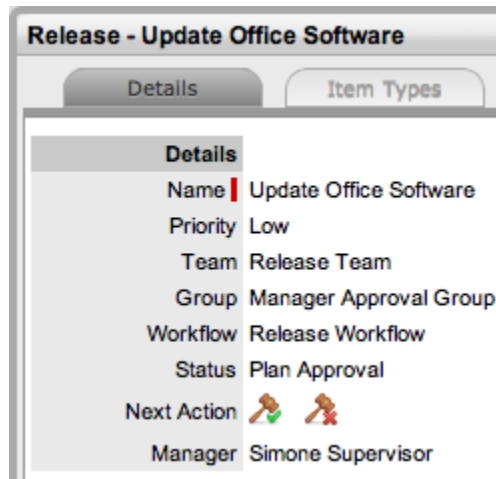 Release - Update Office Software
Details Item Types
Details
Name Update Office Software
Priority Low
Team Release Team
Group Manager Approval Group
Workflow Release Workflow
Status Plan Approval
Next Action
Manager Simone Supervisor